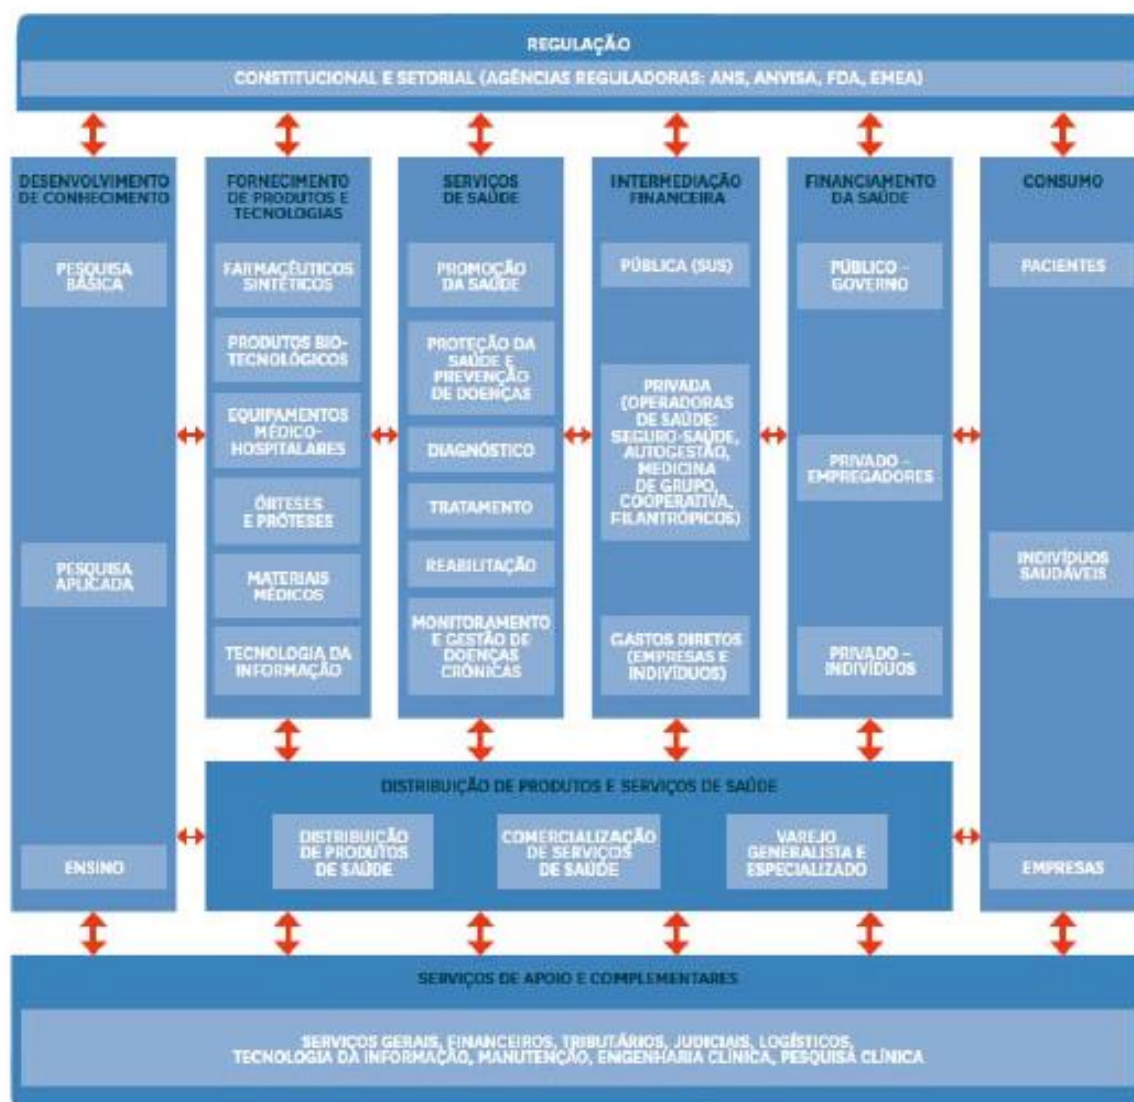 REGULAÇÃO
CONSTITUCIONAL E SETORIAL (AGÊNCIAS REGULADORAS: ANS, ANVISA, FDA, EMEA)
DESENVOLVIMENTO
DE CONHECIMENTO
PESQUISA
BÁSICA
PESQUISA
APLICADA
ENSINO
FORNECIMENTO
DE PRODUTOS E
TECNOLOGIAS
FARMACÊUTICOS
SINTÉTICOS
PRODUTOS BIO-
TECNOLÓGICOS
EQUIPAMENTOS
MÉDICO-
HOSPITALARES
ÓRTESES
E PRÓTESES
MATERIAIS
MÉDICOS
TECNOLOGIA DA
INFORMAÇÃO
SERVIÇOS
DE SAÚDE
PROMOÇÃO
DA SAÚDE
PROTEÇÃO DA
SAÚDE E
PREVENÇÃO
DE DOENÇAS
DIAGNÓSTICO
TRATAMENTO
REABILITAÇÃO
MONITORAMENTO
E GESTÃO DE
DOENÇAS
CRÔNICAS
INTERMEDIAÇÃO
FINANCEIRA
PÚBLICA (SUS)
PRIVADA
(OPERADORAS
DE SAÚDE:
SEGURO-SAÚDE,
AUTOGESTÃO,
MEDICINA
DE GRUPO,
COOPERATIVA,
FILANTRÓPICOS)
GASTOS DIRETOS
(EMPRESAS E
INDIVÍDUOS)
FINANCIAMENTO
DA SAÚDE
PÚBLICO –
GOVERNO
PRIVADO –
EMPREGADORES
PRIVADO –
INDIVÍDUOS
CONSUMO
PACIENTES
INDIVÍDUOS
SAUDÁVEIS
EMPRESAS
DISTRIBUIÇÃO DE PRODUTOS E SERVIÇOS DE SAÚDE
DISTRIBUIÇÃO
DE PRODUTOS
DE SAÚDE
COMERCIALIZAÇÃO
DE SERVIÇOS
DE SAÚDE
VAREJO
GENERALISTA E
ESPECIALIZADO
SERVIÇOS DE APOIO E COMPLEMENTARES
SERVIÇOS GERAIS, FINANCEIROS, TRIBUTÁRIOS, JUDICIAIS, LOGÍSTICOS,
TECNOLOGIA DA INFORMAÇÃO, MANUTENÇÃO, ENGENHARIA CLÍNICA, PESQUISA CLÍNICA